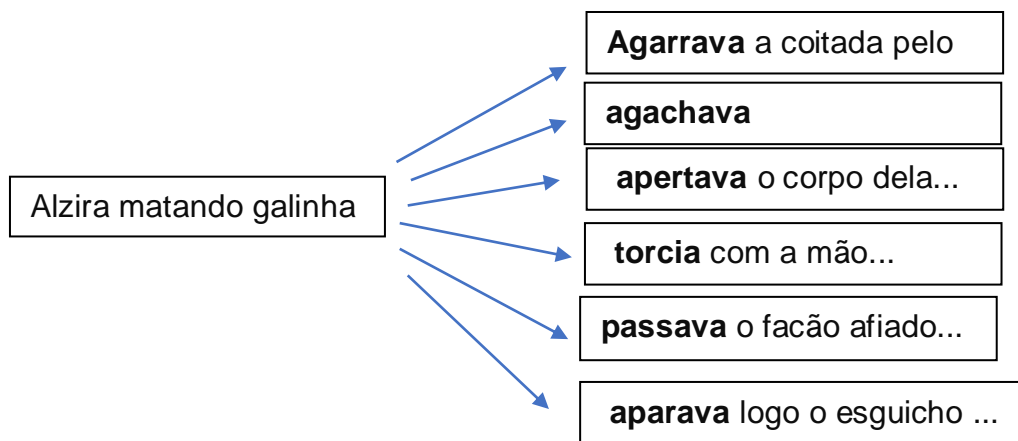 Agarrava a coitada pelo
agachava
apertava o corpo dela...
Alzira matando galinha
torcia com a mão...
passava o facão afiado...
aparava logo o esguicho ...